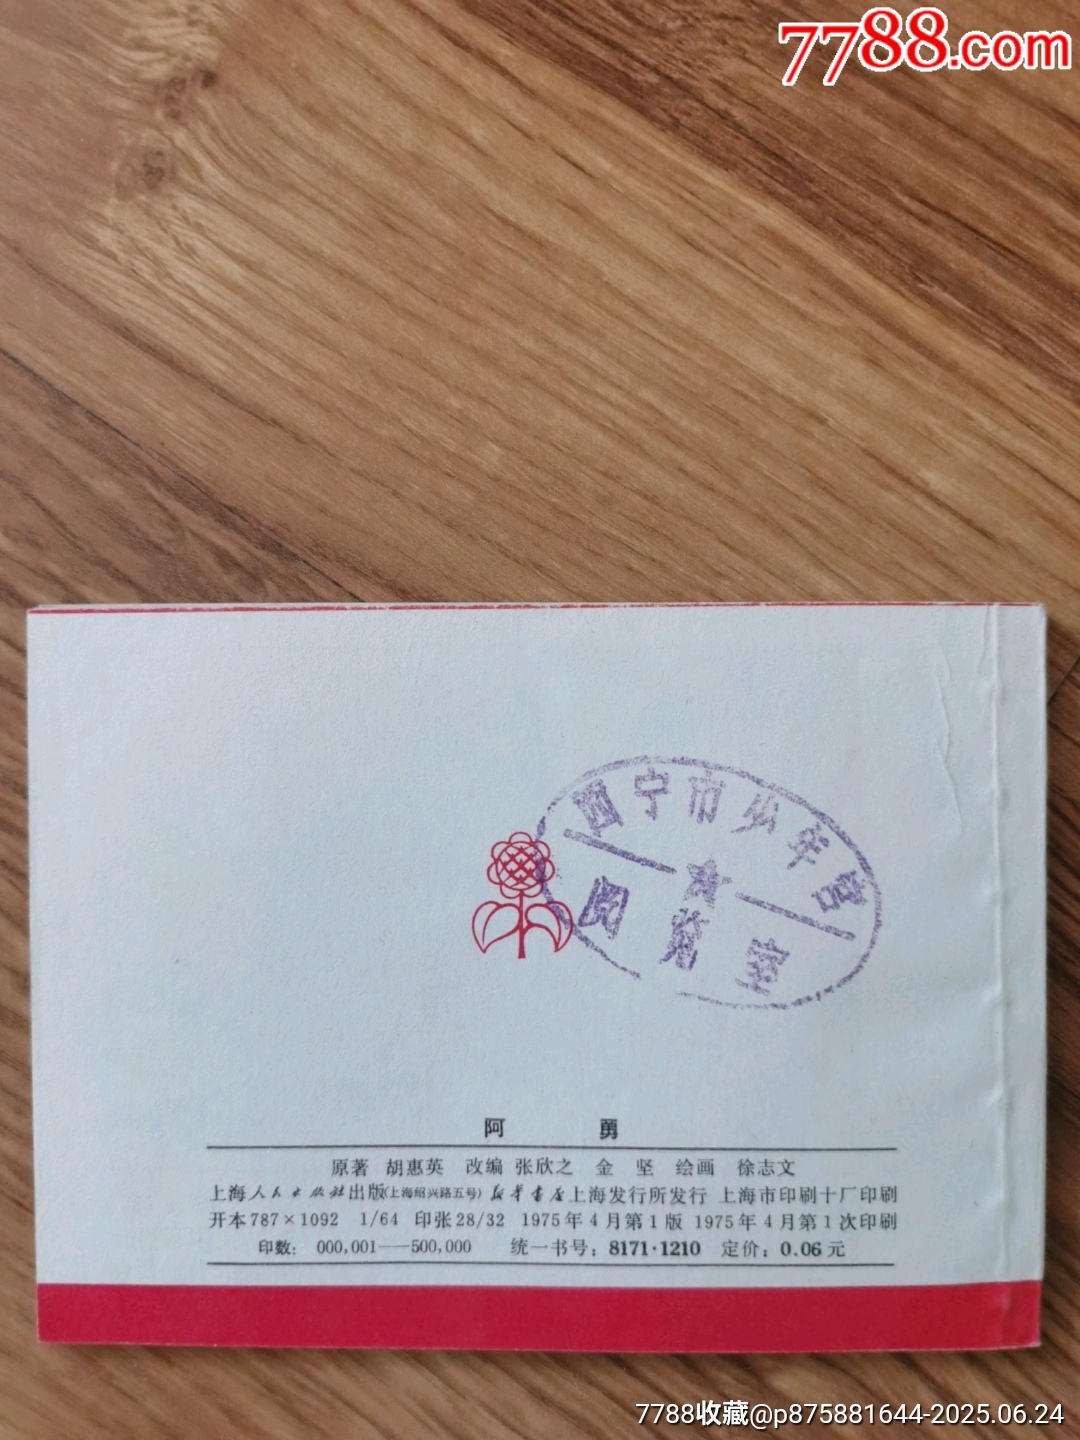 7788.com
西宁市少年宫
阅览室
阿 勇
原著 胡惠英 改编 张欣之 金 坚 绘画 徐志文
上海人民出版社出版(上海绍兴路五号) 新华书店上海发行所发行 上海市印刷十厂印刷
开本787×1092 1/64 印张28/32 1975年4月第1版 1975年4月第1次印刷
印数: 000,001—500,000 统一书号: 8171·1210 定价: 0.06元
7788收藏@p875881644-2025.06.24